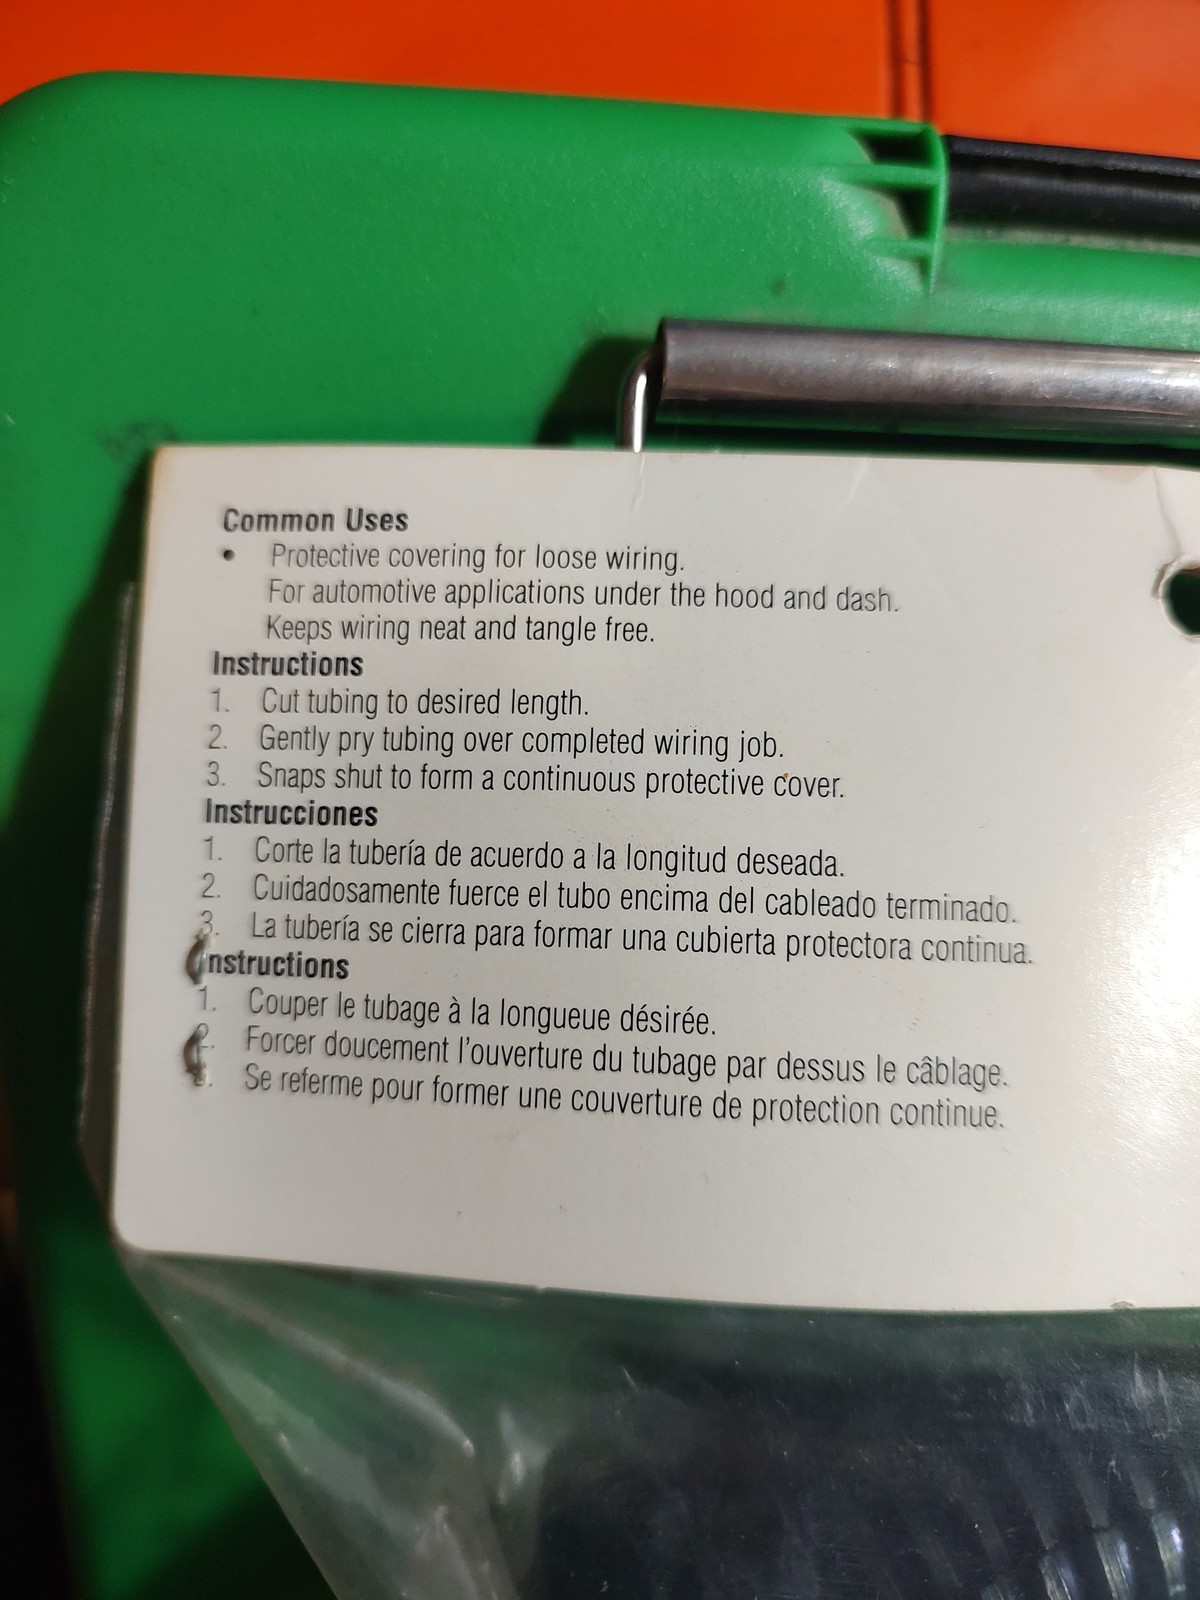 Common Uses
• Protective covering for loose wiring.
For automotive applications under the hood and dash.
Keeps wiring neat and tangle free.
Instructions
1. Cut tubing to desired length.
2. Gently pry tubing over completed wiring job.
3. Snaps shut to form a continuous protective cover.
Instrucciones
1. Corte la tubería de acuerdo a la longitud deseada.
2. Cuidadosamente fuerce el tubo encima del cableado terminado.
3. La tubería se cierra para formar una cubierta protectora continua.
Instructions
1. Couper le tubage à la longueue désirée.
2. Forcer doucement l'ouverture du tubage par dessus le câblage.
3. Se referme pour former une couverture de protection continue.